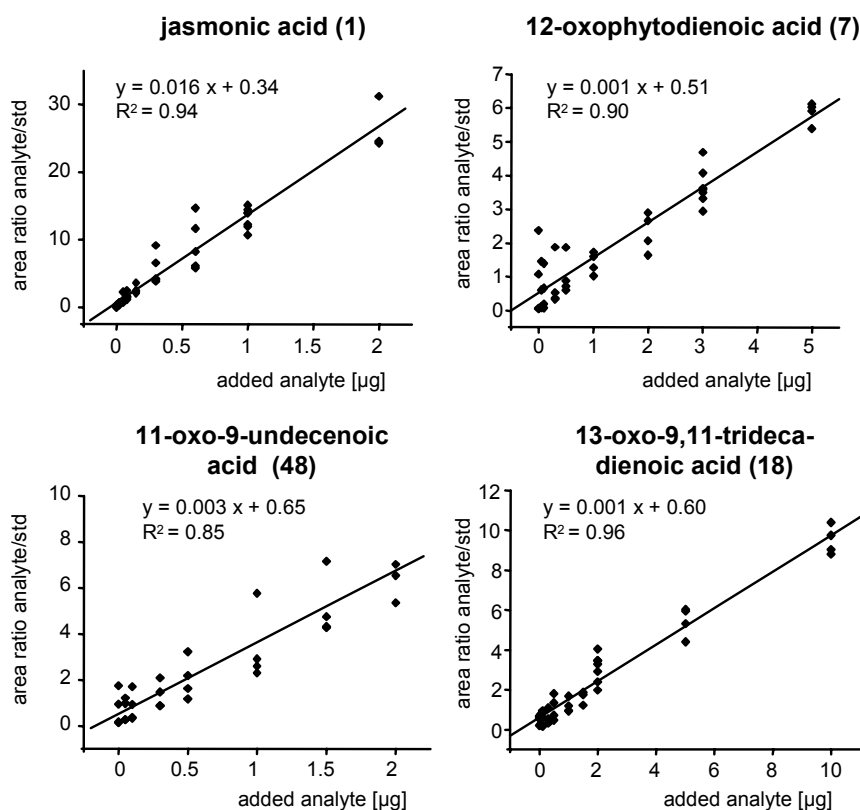 jasmonic acid (1)
y = 0.016 x + 0.34
R² = 0.94
area ratio analyte/std
30
20
10
0
0 0.5 1 1.5 2
added analyte [µg]
12-oxophytodienoic acid (7)
y = 0.001 x + 0.51
R² = 0.90
area ratio analyte/std
7
6
5
4
3
2
1
0
0 1 2 3 4 5
added analyte [µg]
11-oxo-9-undecenoic
acid (48)
y = 0.003 x + 0.65
R² = 0.85
area ratio analyte/std
10
8
6
4
2
0
0 0.5 1 1.5 2
added analyte [µg]
13-oxo-9,11-trideca-
dienoic acid (18)
y = 0.001 x + 0.60
R² = 0.96
area ratio analyte/std
12
10
8
6
4
2
0
0 2 4 6 8 10
added analyte [µg]